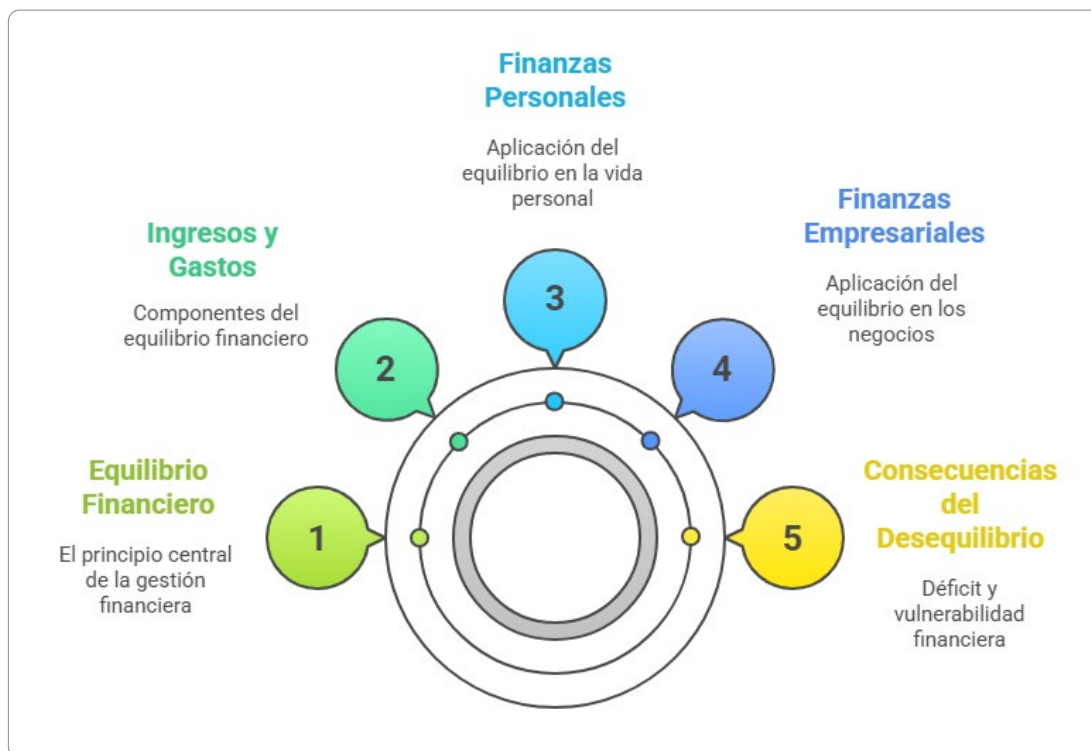 1
Equilibrio
Financiero
El principio central
de la gestión
financiera
2
Ingresos y
Gastos
Componentes del
equilibrio financiero
3
Finanzas
Personales
Aplicación del
equilibrio en la vida
personal
4
Finanzas
Empresariales
Aplicación del
equilibrio en los
negocios
5
Consecuencias
del
Desequilibrio
Déficit y
vulnerabilidad
financiera